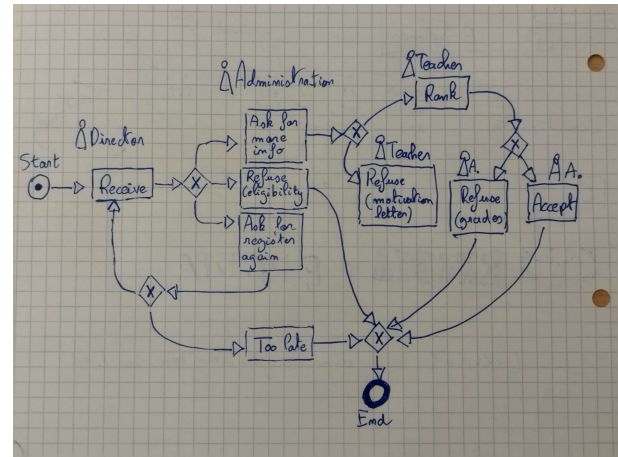 Teacher
Administration
Rank
Ask for
more
info
X
Director
Teacher
X
Start
Receive
X
Refuse
(eligibility
Refuse
(motivation
letter)
A.
A.
Refuse
(grades)
Accept
Ask for
register
again
X
Too late
X
End